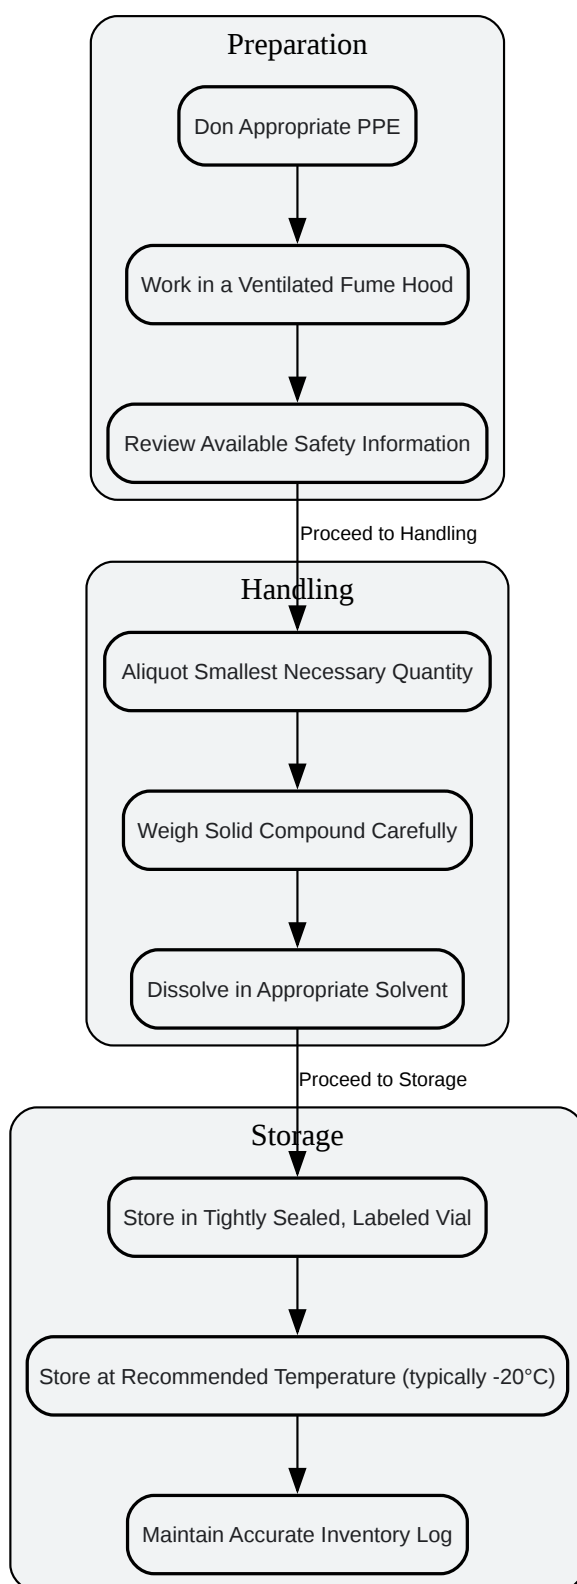 Preparation
Don Appropriate PPE
Work in a Ventilated Fume Hood
Review Available Safety Information
Proceed to Handling
Handling
Aliquot Smallest Necessary Quantity
Weigh Solid Compound Carefully
Dissolve in Appropriate Solvent
Proceed to Storage
Storage
Store in Tightly Sealed, Labeled Vial
Store at Recommended Temperature (typically -20°C)
Maintain Accurate Inventory Log